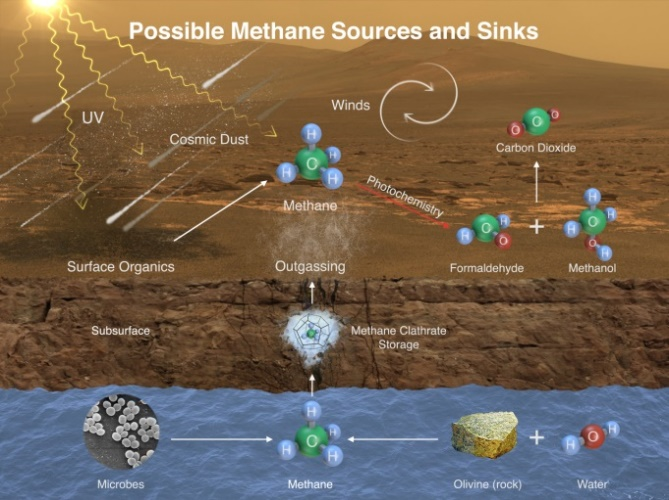 Possible Methane Sources and Sinks
UV
Cosmic Dust
Winds
H
H O H
H
Methane
O O O
Carbon Dioxide
Photochemistry
H O H
O
+
H
H O H
O
H
Surface Organics
Outgassing
Formaldehyde
Methanol
Subsurface
Methane Clathrate
Storage
H
H O H
H
+
H O H
Microbes
Methane
Olivine (rock)
Water